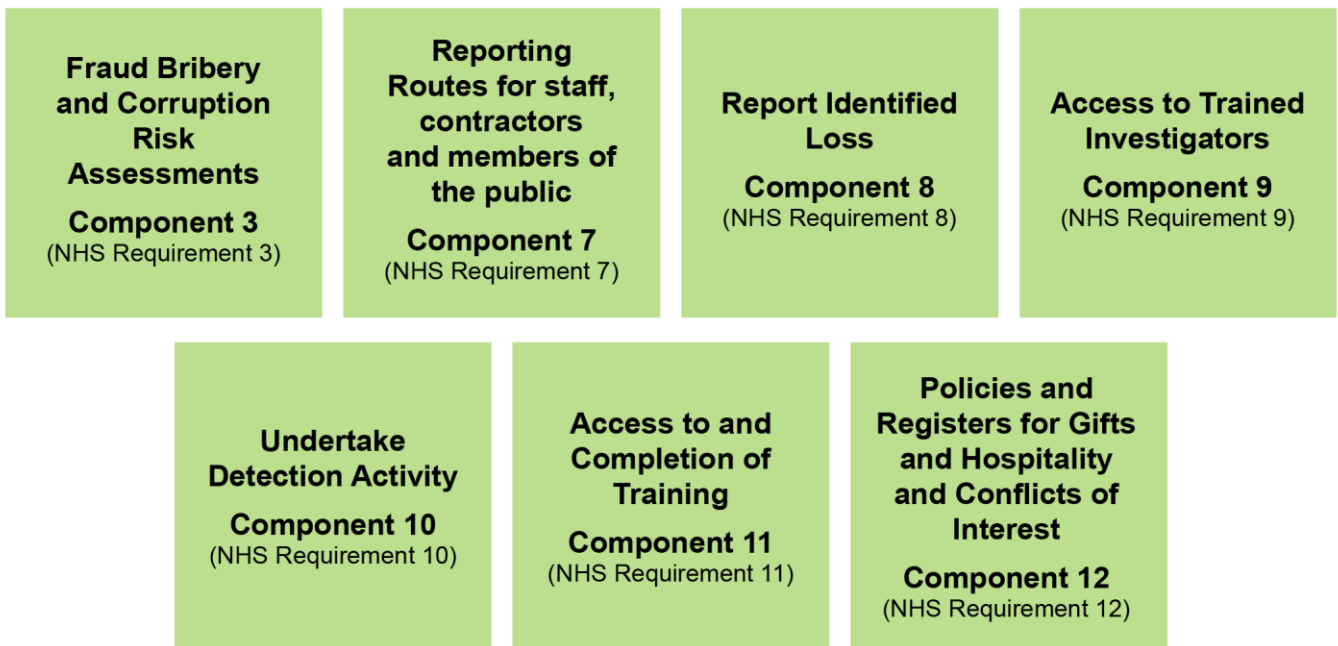 Fraud Bribery
and Corruption
Risk
Assessments
Component 3
(NHS Requirement 3)
Reporting
Routes for staff,
contractors
and members of
the public
Component 7
(NHS Requirement 7)
Report Identified
Loss
Component 8
(NHS Requirement 8)
Access to Trained
Investigators
Component 9
(NHS Requirement 9)
Undertake
Detection Activity
Component 10
(NHS Requirement 10)
Access to and
Completion of
Training
Component 11
(NHS Requirement 11)
Policies and
Registers for Gifts
and Hospitality
and Conflicts of
Interest
Component 12
(NHS Requirement 12)